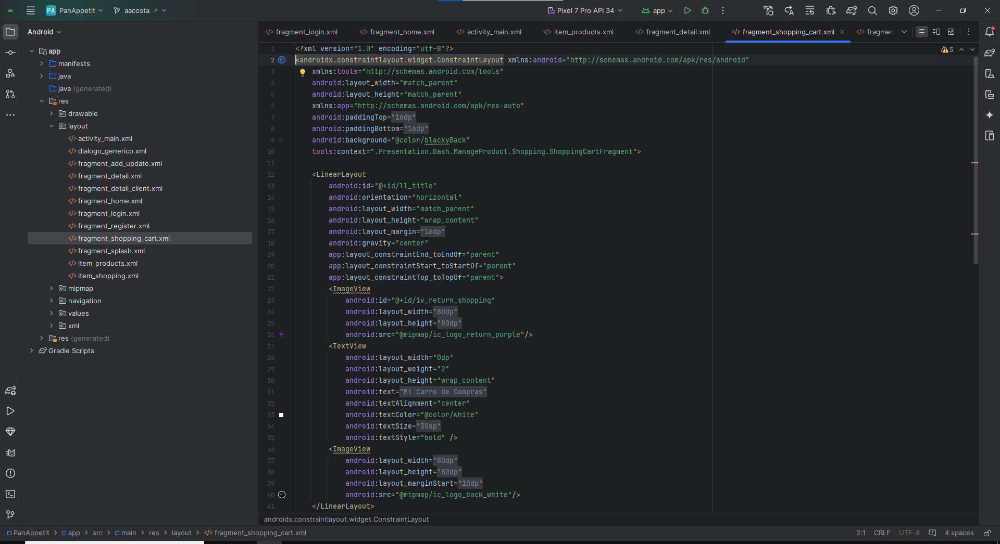 PA PanAppetit aacosta Pixel 7 Pro API 34 app
Android
app
manifests
java
java (generated)
res
drawable
layout
activity_main.xml
dialogo_generico.xml
fragment_add_update.xml
fragment_detail.xml
fragment_detail_client.xml
fragment_home.xml
fragment_login.xml
fragment_register.xml
fragment_shopping_cart.xml
fragment_splash.xml
item_products.xml
item_shopping.xml
mipmap
navigation
values
xml
res (generated)
Gradle Scripts
fragment_login.xml fragment_home.xml activity_main.xml item_products.xml fragment_detail.xml fragment_shopping_cart.xml fragmen
5
1 <?xml version="1.0" encoding="utf-8"?>
2 <androidx.constraintlayout.widget.ConstraintLayout xmlns:android="http://schemas.android.com/apk/res/android"
3 xmlns:tools="http://schemas.android.com/tools"
4 android:layout_width="match_parent"
5 android:layout_height="match_parent"
6 xmlns:app="http://schemas.android.com/apk/res-auto"
7 android:paddingTop="16dp"
8 android:paddingBottom="16dp"
9 android:background="@color/blackyBack"
10 tools:context=".Presentation.Dash.ManageProduct.Shopping.ShoppingCartFragment">
11
12 <LinearLayout
13 android:id="@+id/ll_title"
14 android:orientation="horizontal"
15 android:layout_width="match_parent"
16 android:layout_height="wrap_content"
17 android:layout_margin="16dp"
18 android:gravity="center"
19 app:layout_constraintEnd_toEndOf="parent"
20 app:layout_constraintStart_toStartOf="parent"
21 app:layout_constraintTop_toTopOf="parent">
22 <ImageView
23 android:id="@+id/iv_return_shopping"
24 android:layout_width="80dp"
25 android:layout_height="80dp"
26 android:src="@mipmap/ic_logo_return_purple"/>
27 <TextView
28 android:layout_width="0dp"
29 android:layout_weight="2"
30 android:layout_height="wrap_content"
31 android:text="Mi Carro de Compras"
32 android:textAlignment="center"
33 android:textColor="@color/white"
34 android:textSize="30sp"
35 android:textStyle="bold" />
36 <ImageView
37 android:layout_width="80dp"
38 android:layout_height="80dp"
39 android:layout_marginStart="10dp"
40 android:src="@mipmap/ic_logo_back_white"/>
41 </LinearLayout>
androidx.constraintlayout.widget.ConstraintLayout
PanAppetit > app > src > main > res > layout > fragment_shopping_cart.xml 2:1 CRLF UTF-8 4 spaces